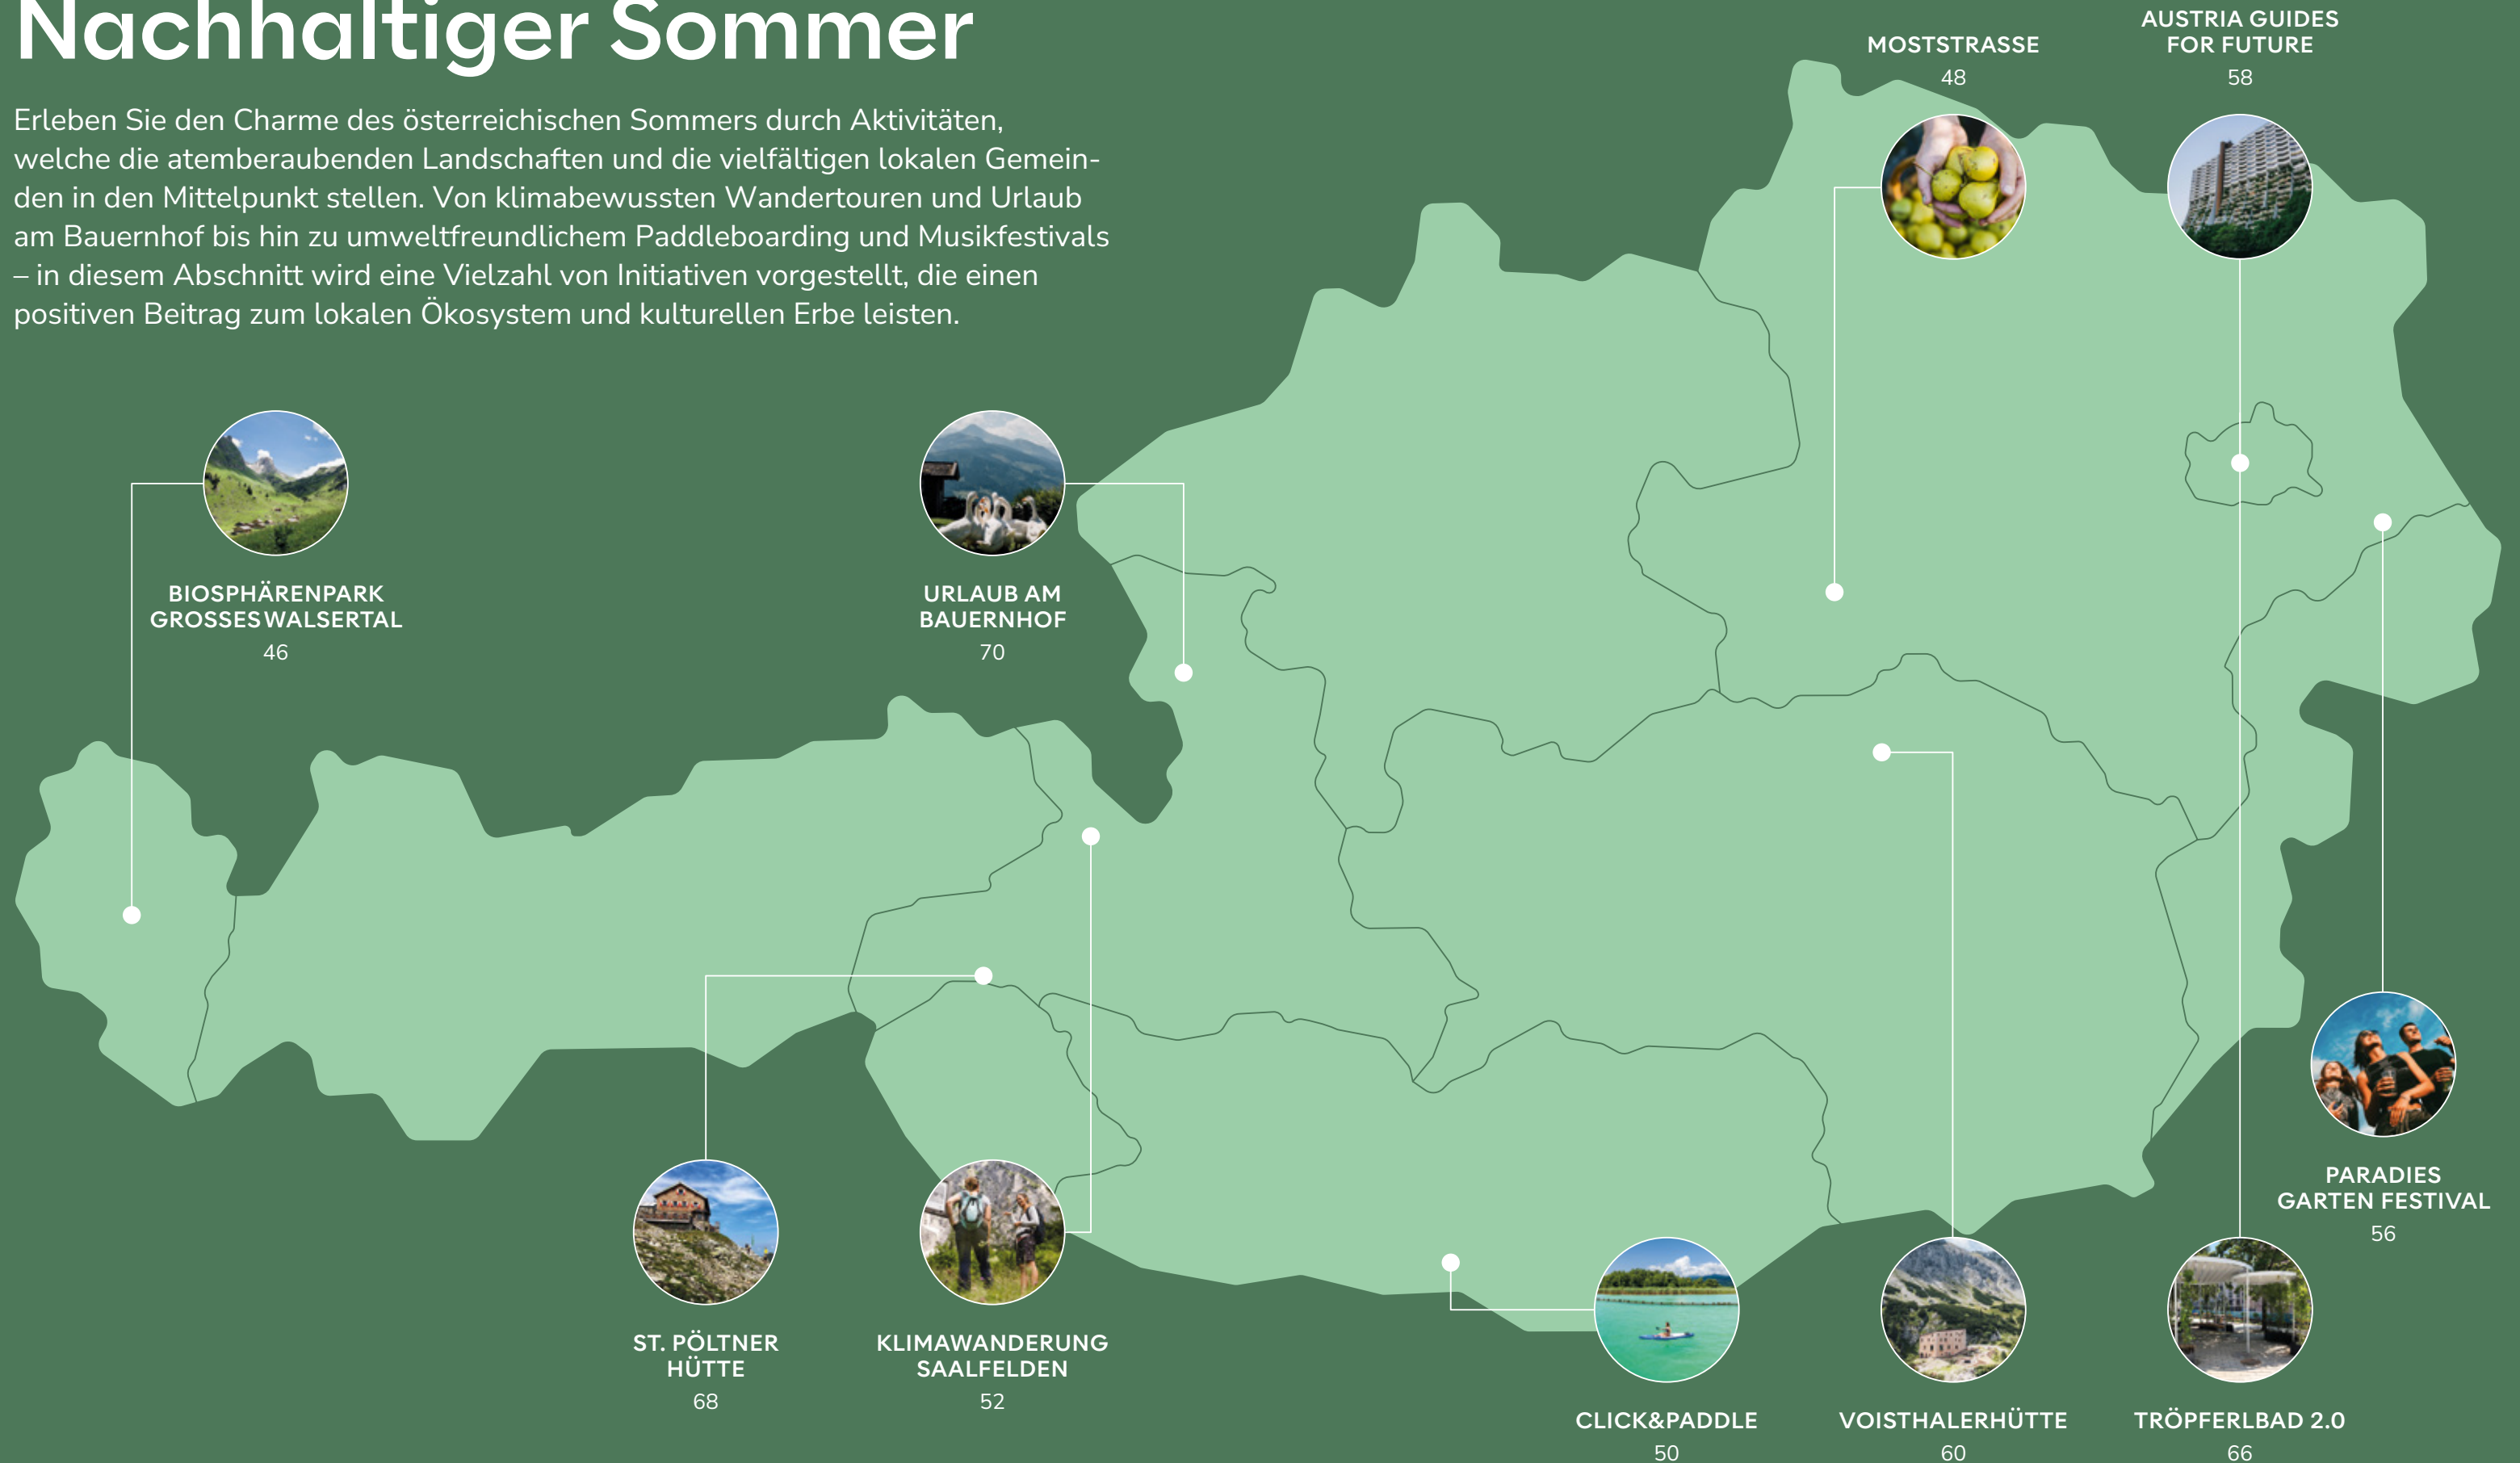 Nachhaltiger Sommer
Erleben Sie den Charme des österreichischen Sommers durch Aktivitäten,
welche die atemberaubenden Landschaften und die vielfältigen lokalen Gemein-
den in den Mittelpunkt stellen. Von klimabewussten Wandertouren und Urlaub
am Bauernhof bis hin zu umweltfreundlichem Paddleboarding und Musikfestivals
– in diesem Abschnitt wird eine Vielzahl von Initiativen vorgestellt, die einen
positiven Beitrag zum lokalen Ökosystem und kulturellen Erbe leisten.
MOSTSTRASSE
48
AUSTRIA GUIDES
FOR FUTURE
58
BIOSPHÄRENPARK
GROSSES WALSERTAL
46
URLAUB AM
BAUERNHOF
70
PARADIES
GARTEN FESTIVAL
56
ST. PÖLTNER
HÜTTE
68
KLIMAWANDERUNG
SAALFELDEN
52
CLICK&PADDLE
50
VOISTHALERHÜTTE
60
TRÖPFERLBAD 2.0
66